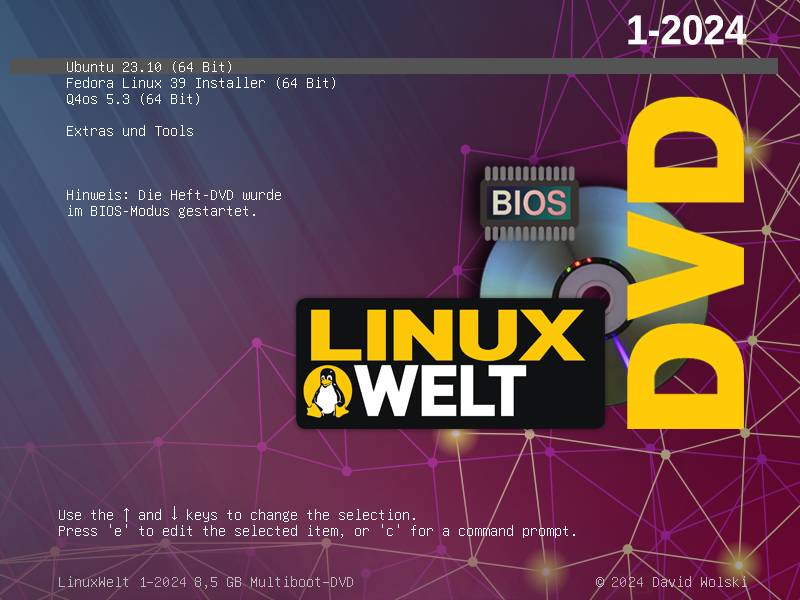 1-2024
Ubuntu 23.10 (64 Bit)
Fedora Linux 39 Installer (64 Bit)
Q4os 5.3 (64 Bit)
Extras und Tools
Hinweis: Die Heft-DVD wurde
im BIOS-Modus gestartet.
BIOS
DVD
LINUX
WELT
Use the ↑ and ↓ keys to change the selection.
Press 'e' to edit the selected item, or 'c' for a command prompt.
LinuxWelt 1-2024 8,5 GB Multiboot-DVD
© 2024 David Wolski